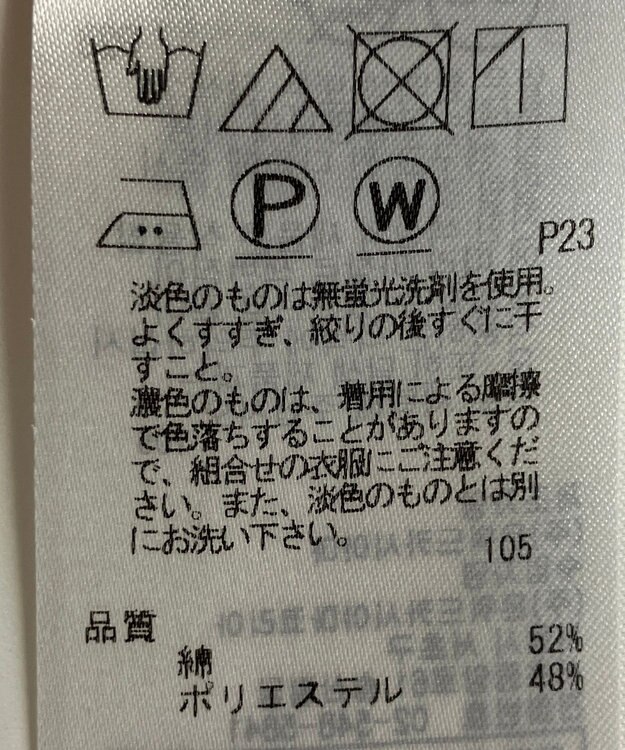 P W
P23
淡色のものは無蛍光洗剤を使用。
よくすすぎ、絞りの後すぐに干
すこと。
濃色のものは、着用による摩擦
で色落ちすることがありますの
で、組合せの衣服にご注意くだ
さい。また、淡色のものとは別
にお洗い下さい。
105
品質
綿 52%
ポリエステル 48%